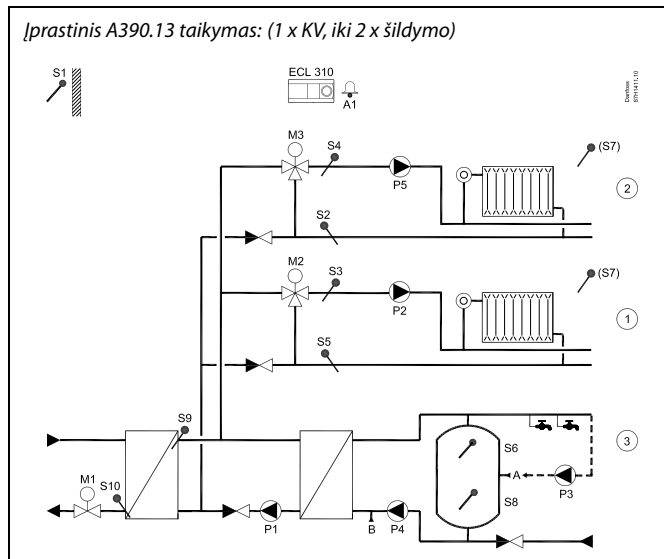 Įprastinis A390.13 taikymas: (1 x KV, iki 2 x šildymo)
S1
ECL 310
A1
Danfoss
87H1411.10
M3
S4
P5
(S7)
2
S2
M2
S3
P2
(S7)
1
S5
S9
M1
S10
P1
B
P4
S6
A
S8
P3
3